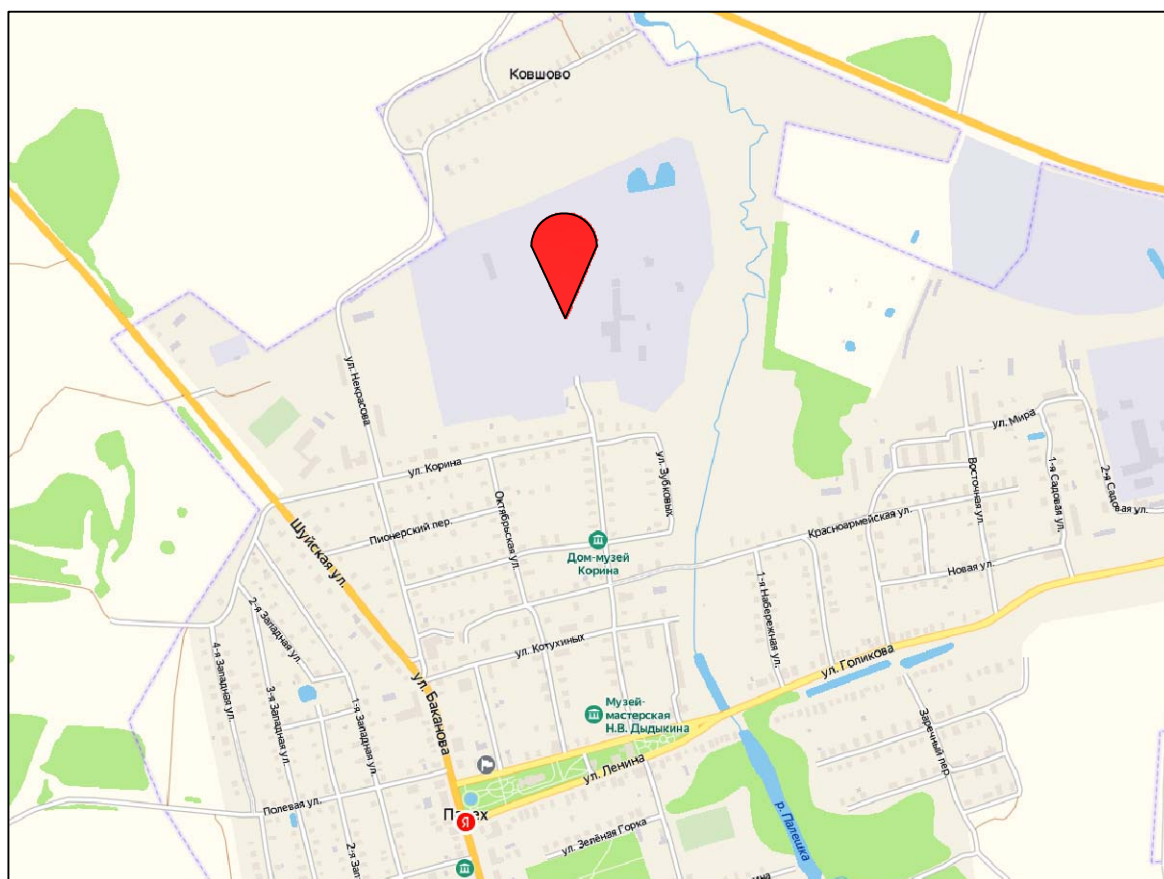 Ковшово
ул. Некрасова
ул. Корина
ул. Зубковых
ул. Мира
Восточная ул.
1-я Садовая ул.
2-я Садовая ул.
Октябрьская ул.
Пионерский пер.
Шуйская ул.
Красноармейская ул.
Дом-музей
Корина
Новая ул.
1-я Набережная ул.
2-я Западная ул.
4-я Западная ул.
ул. Котухиных
ул. Голикова
ул. Баканова
3-я Западная ул.
1-я Западная ул.
Музей-
мастерская
Н.В. Дыдыкина
Заречный пер.
ул. Ленина
Полевая ул.
Я
р. Палешка
ул. Зелёная Горка